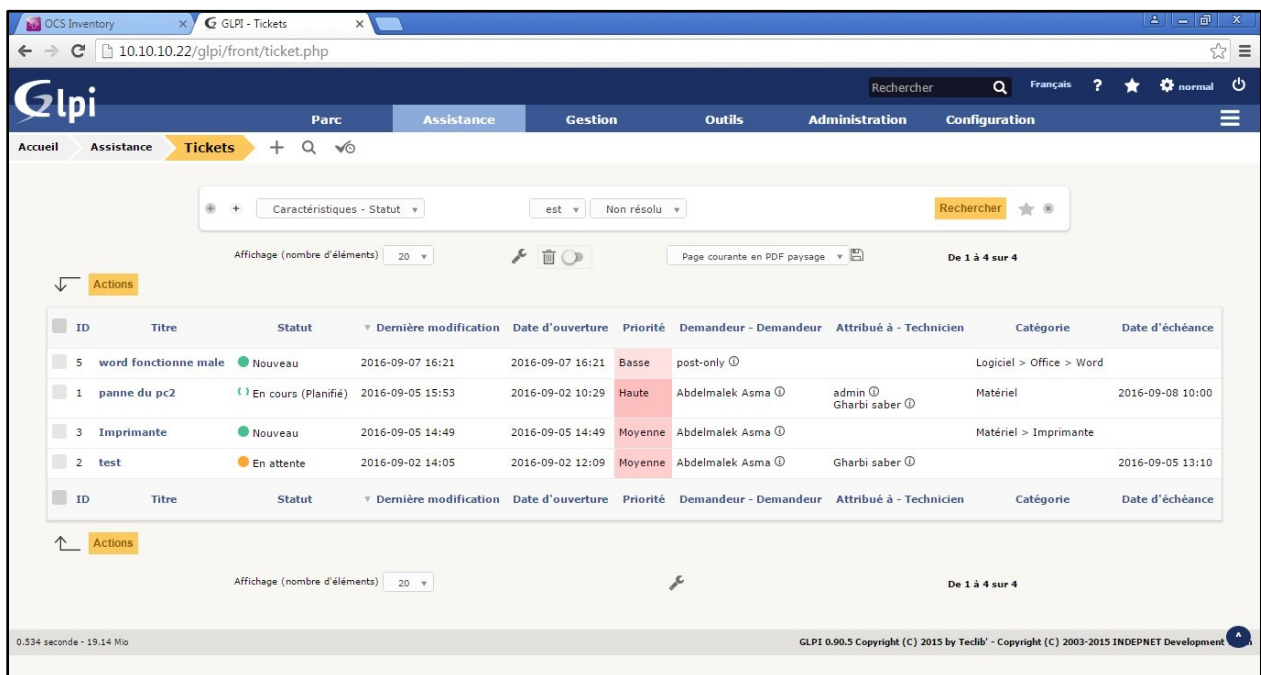 OCS Inventory
GLPI - Tickets
10.10.10.22/glpi/front/ticket.php
Glpi
Rechercher Français ? normal
Parc Assistance Gestion Outils Administration Configuration
Accueil Assistance Tickets
Caractéristiques - Statut est Non résolu Rechercher
Affichage (nombre d'éléments) 20 Page courante en PDF paysage De 1 à 4 sur 4
Actions
ID Titre Statut Dernière modification Date d'ouverture Priorité Demandeur - Demandeur Attribué à - Technicien Catégorie Date d'échéance
5 word fonctionne male Nouveau 2016-09-07 16:21 2016-09-07 16:21 Basse post-only Logiciel > Office > Word
1 panne du pc2 En cours (Planifié) 2016-09-05 15:53 2016-09-02 10:29 Haute Abdelmalek Asma admin Matériel 2016-09-08 10:00
Gharbi saber
3 Imprimante Nouveau 2016-09-05 14:49 2016-09-05 14:49 Moyenne Abdelmalek Asma Matériel > Imprimante
2 test En attente 2016-09-02 14:05 2016-09-02 12:09 Moyenne Abdelmalek Asma Gharbi saber 2016-09-05 13:10
ID Titre Statut Dernière modification Date d'ouverture Priorité Demandeur - Demandeur Attribué à - Technicien Catégorie Date d'échéance
Actions
Affichage (nombre d'éléments) 20 De 1 à 4 sur 4
0.534 seconde - 19.14 Mio GLPI 0.90.5 Copyright (C) 2015 by Teclib' - Copyright (C) 2003-2015 INDEPNET Development